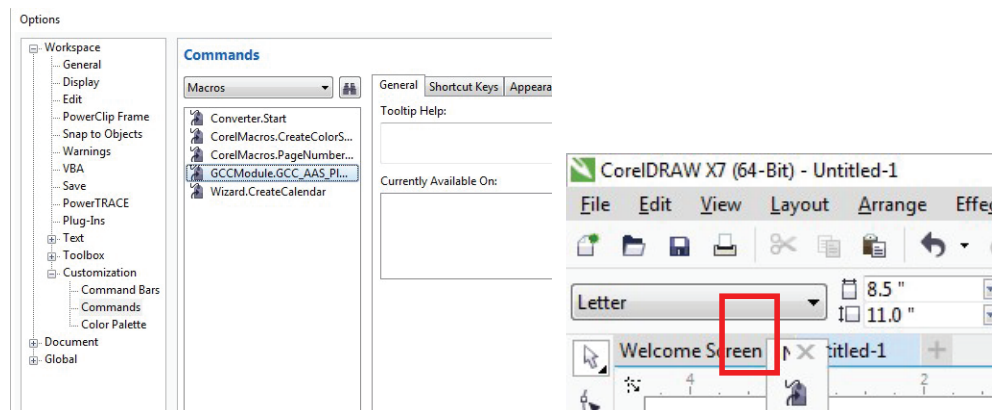 Options
Workspace
General
Display
Edit
PowerClip Frame
Snap to Objects
Warnings
VBA
Save
PowerTRACE
Plug-Ins
Text
Toolbox
Customization
Command Bars
Commands
Color Palette
Document
Global
Commands
Macros
Converter.Start
CorelMacros.CreateColorS...
CorelMacros.PageNumber...
GCCModule.GCC_AAS_Pl...
Wizard.CreateCalendar
General Shortcut Keys Appeara
Tooltip Help:
Currently Available On:
CorelDRAW X7 (64-Bit) - Untitled-1
File Edit View Layout Arrange Effe
Letter
8.5 "
11.0 "
Welcome Screen titled-1
4 2